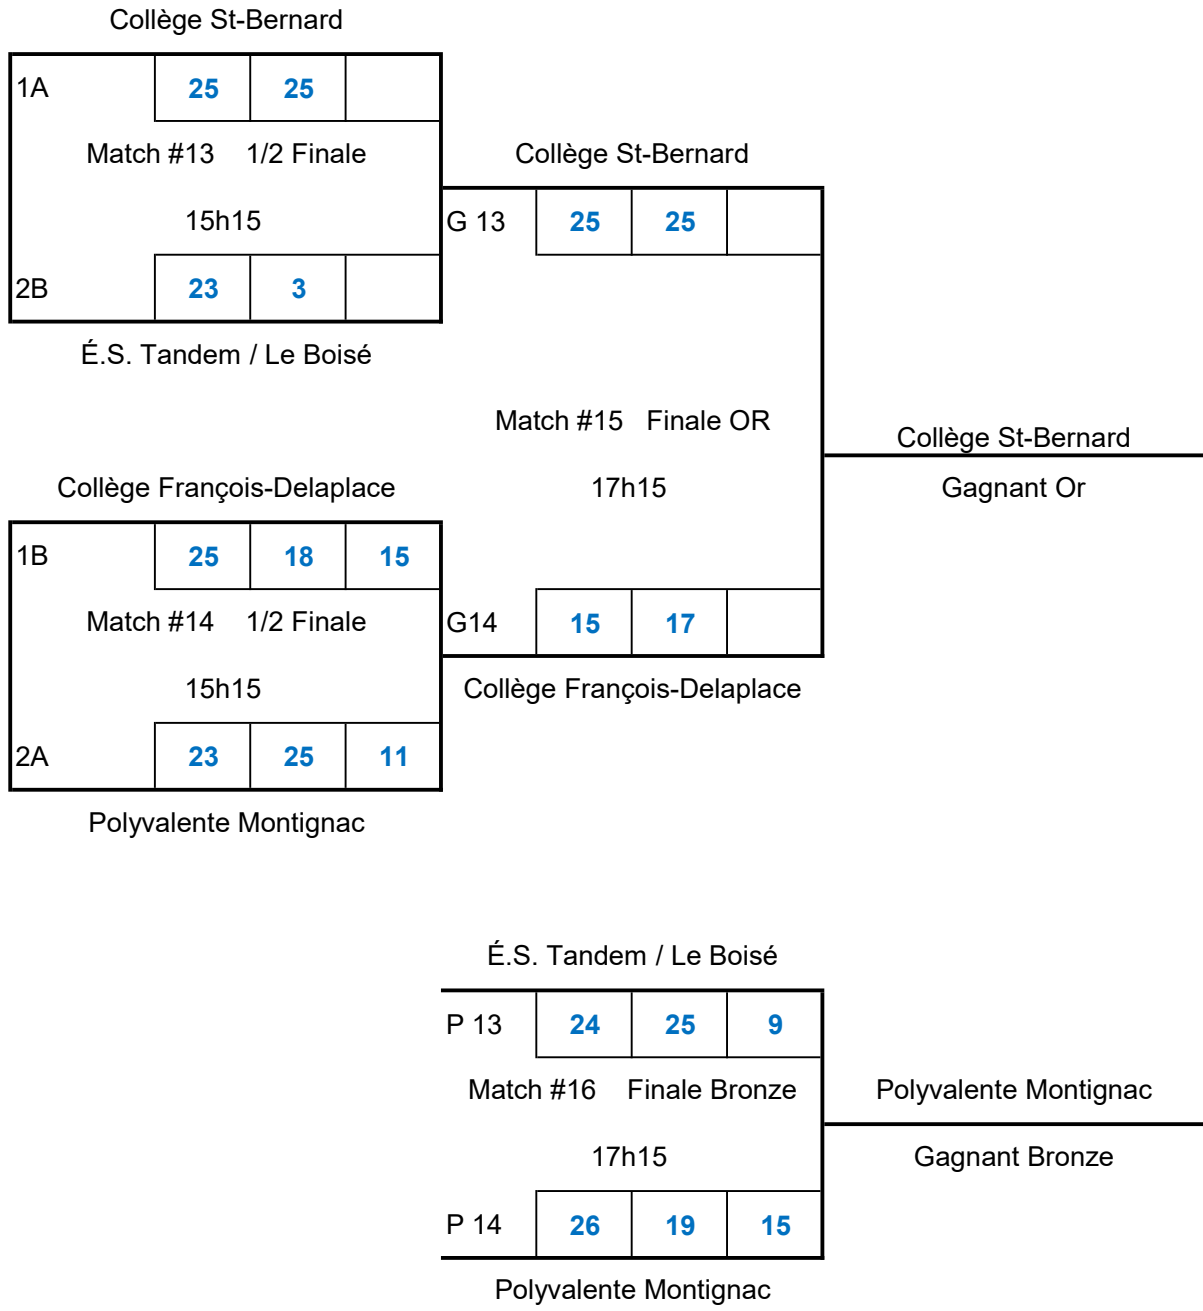 Collège St-Bernard
1A 25 25
Match #13 1/2 Finale
15h15
2B 23 3
É.S. Tandem / Le Boisé
Collège François-Delaplace
1B 25 18 15
Match #14 1/2 Finale
15h15
2A 23 25 11
Polyvalente Montignac
Collège St-Bernard
G 13 25 25
Match #15 Finale OR
17h15
G14 15 17
Collège François-Delaplace
Collège St-Bernard
Gagnant Or
É.S. Tandem / Le Boisé
P 13 24 25 9
Match #16 Finale Bronze
17h15
P 14 26 19 15
Polyvalente Montignac
Polyvalente Montignac
Gagnant Bronze